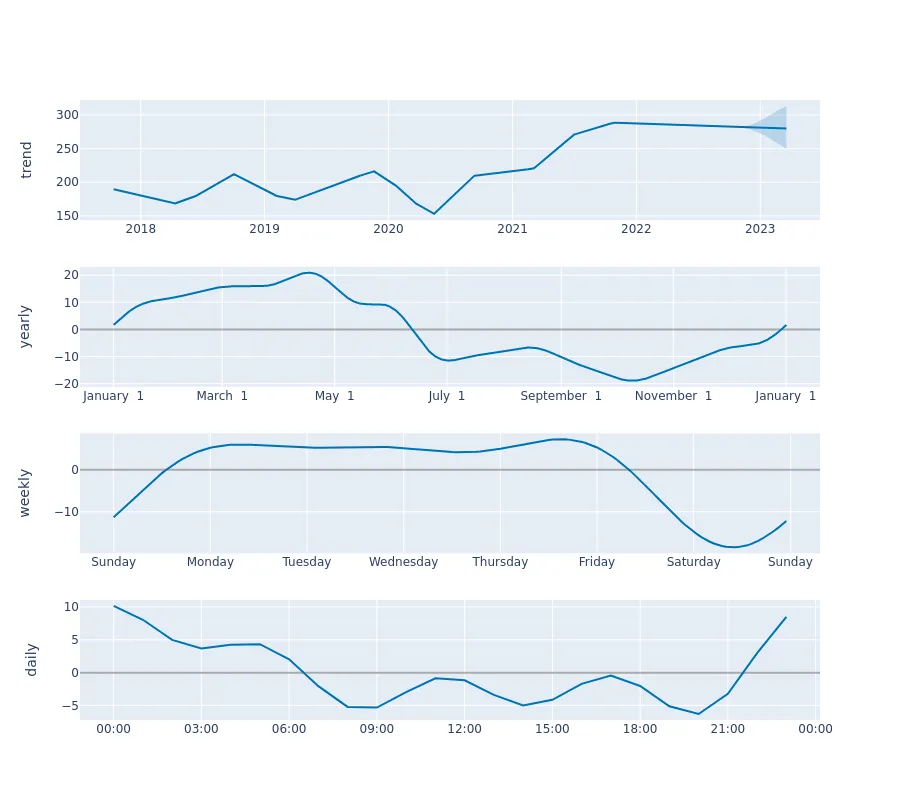 trend
300
250
200
150
2018 2019 2020 2021 2022 2023
yearly
20
10
0
−10
−20
January 1 March 1 May 1 July 1 September 1 November 1 January 1
weekly
0
−10
Sunday Monday Tuesday Wednesday Thursday Friday Saturday Sunday
daily
10
5
0
−5
00:00 03:00 06:00 09:00 12:00 15:00 18:00 21:00 00:00